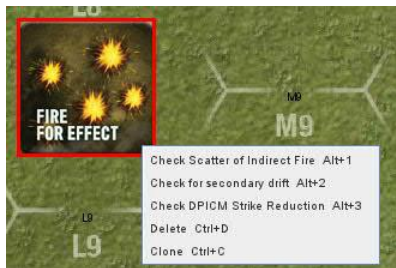 L8
FIRE
FOR EFFECT
M9
M9
Check Scatter of Indirect Fire Alt+1
Check for secondary drift Alt+2
Check DPICM Strike Reduction Alt+3
Delete Ctrl+D
Clone Ctrl+C
L9
L9